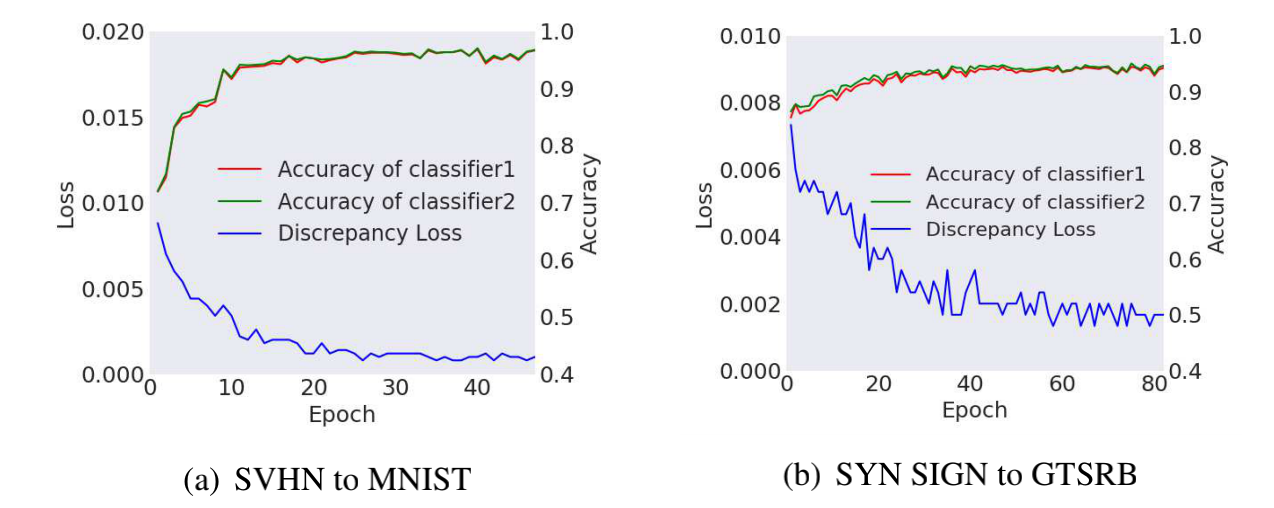 0.020
0.015
0.010
0.005
0.000
Loss
0 10 20 30 40
Epoch
1.0
0.9
0.8
0.7
0.6
0.5
0.4
Accuracy
Accuracy of classifier1
Accuracy of classifier2
Discrepancy Loss
(a) SVHN to MNIST
0.010
0.008
0.006
0.004
0.002
0.000
Loss
0 20 40 60 80
Epoch
1.0
0.9
0.8
0.7
0.6
0.5
0.4
Accuracy
Accuracy of classifier1
Accuracy of classifier2
Discrepancy Loss
(b) SYN SIGN to GTSRB